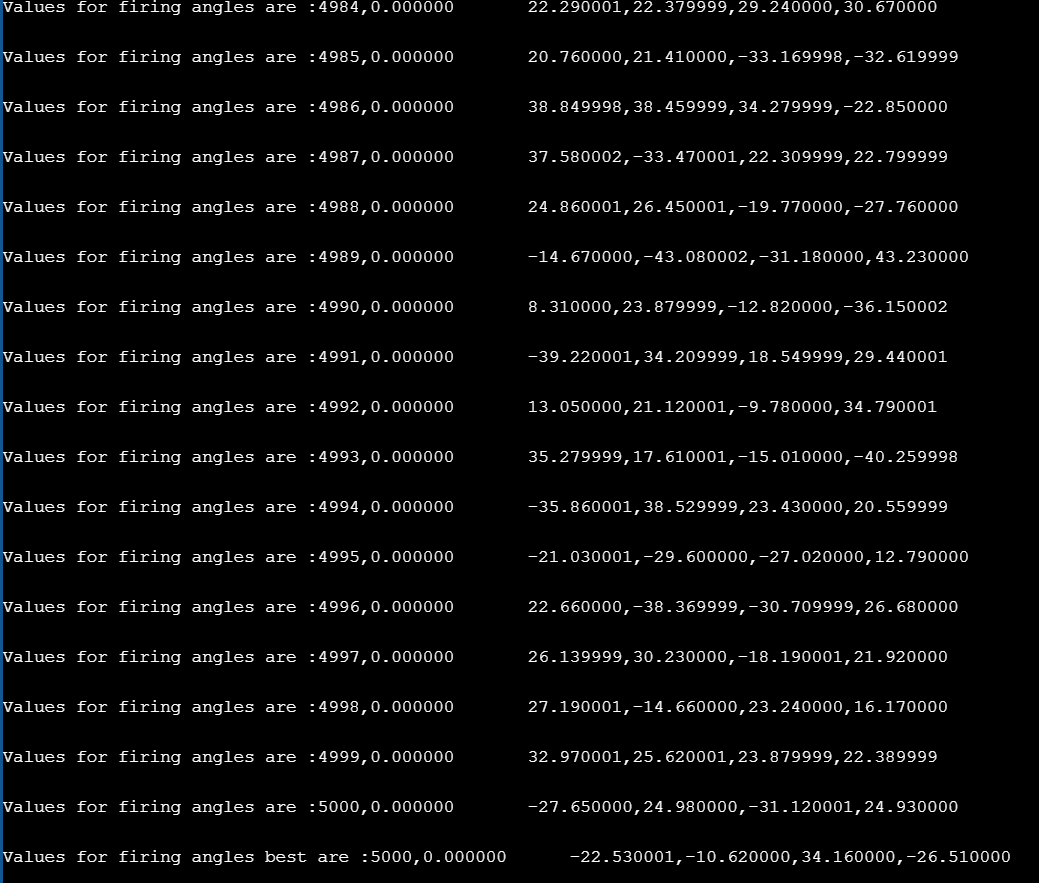 Values for firing angles are :4984,0.000000 22.290001,22.379999,29.240000,30.670000
Values for firing angles are :4985,0.000000 20.760000,21.410000,-33.169998,-32.619999
Values for firing angles are :4986,0.000000 38.849998,38.459999,34.279999,-22.850000
Values for firing angles are :4987,0.000000 37.580002,-33.470001,22.309999,22.799999
Values for firing angles are :4988,0.000000 24.860001,26.450001,-19.770000,-27.760000
Values for firing angles are :4989,0.000000 -14.670000,-43.080002,-31.180000,43.230000
Values for firing angles are :4990,0.000000 8.310000,23.879999,-12.820000,-36.150002
Values for firing angles are :4991,0.000000 -39.220001,34.209999,18.549999,29.440001
Values for firing angles are :4992,0.000000 13.050000,21.120001,-9.780000,34.790001
Values for firing angles are :4993,0.000000 35.279999,17.610001,-15.010000,-40.259998
Values for firing angles are :4994,0.000000 -35.860001,38.529999,23.430000,20.559999
Values for firing angles are :4995,0.000000 -21.030001,-29.600000,-27.020000,12.790000
Values for firing angles are :4996,0.000000 22.660000,-38.369999,-30.709999,26.680000
Values for firing angles are :4997,0.000000 26.139999,30.230000,-18.190001,21.920000
Values for firing angles are :4998,0.000000 27.190001,-14.660000,23.240000,16.170000
Values for firing angles are :4999,0.000000 32.970001,25.620001,23.879999,22.389999
Values for firing angles are :5000,0.000000 -27.650000,24.980000,-31.120001,24.930000
Values for firing angles best are :5000,0.000000 -22.530001,-10.620000,34.160000,-26.510000